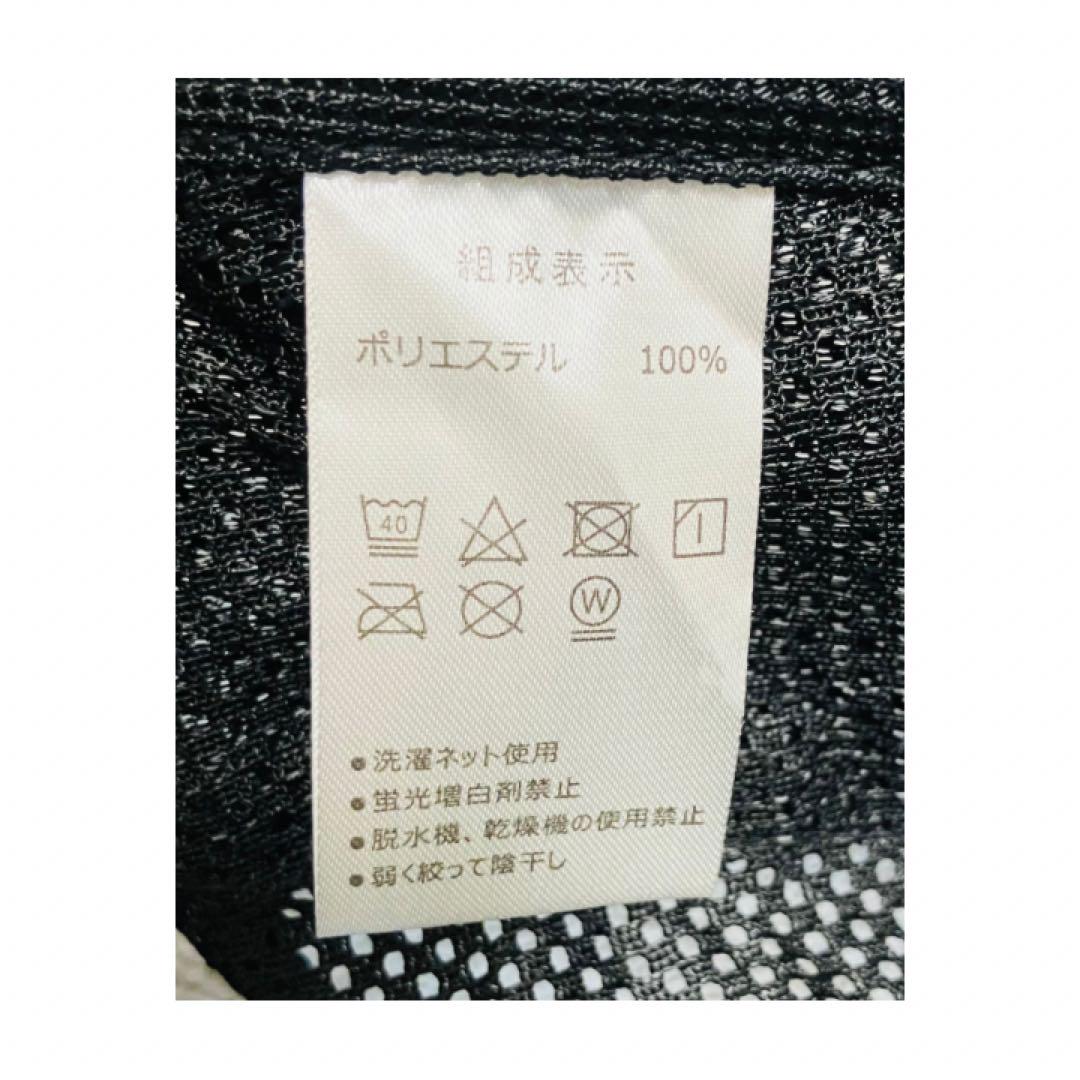 組成表示
ポリエステル 100%
40
W
●洗濯ネット使用
●蛍光増白剤禁止
●脱水機、乾燥機の使用禁止
●弱く絞って陰干し